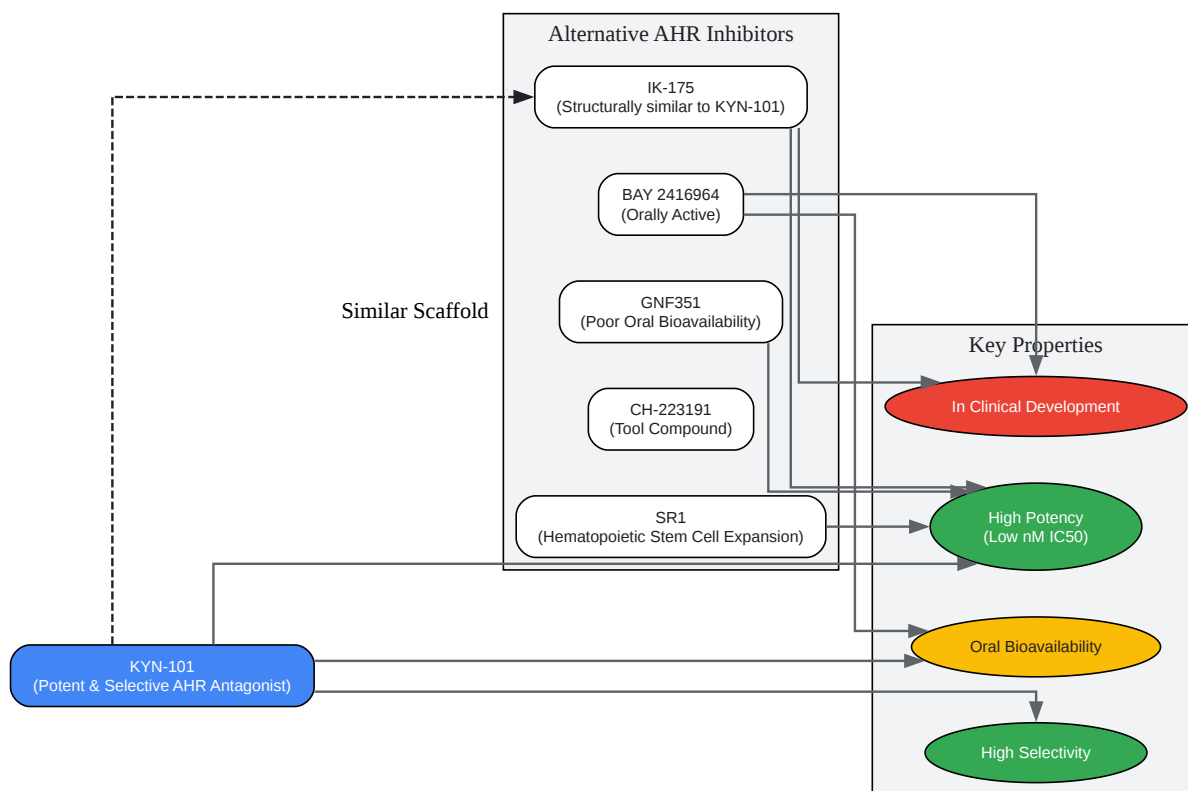 Alternative AHR Inhibitors
IK-175
(Structurally similar to KYN-101)
BAY 2416964
(Orally Active)
Similar Scaffold
GNF351
(Poor Oral Bioavailability)
CH-223191
(Tool Compound)
SR1
(Hematopoietic Stem Cell Expansion)
KYN-101
(Potent & Selective AHR Antagonist)
Key Properties
In Clinical Development
High Potency
(Low nM IC50)
Oral Bioavailability
High Selectivity